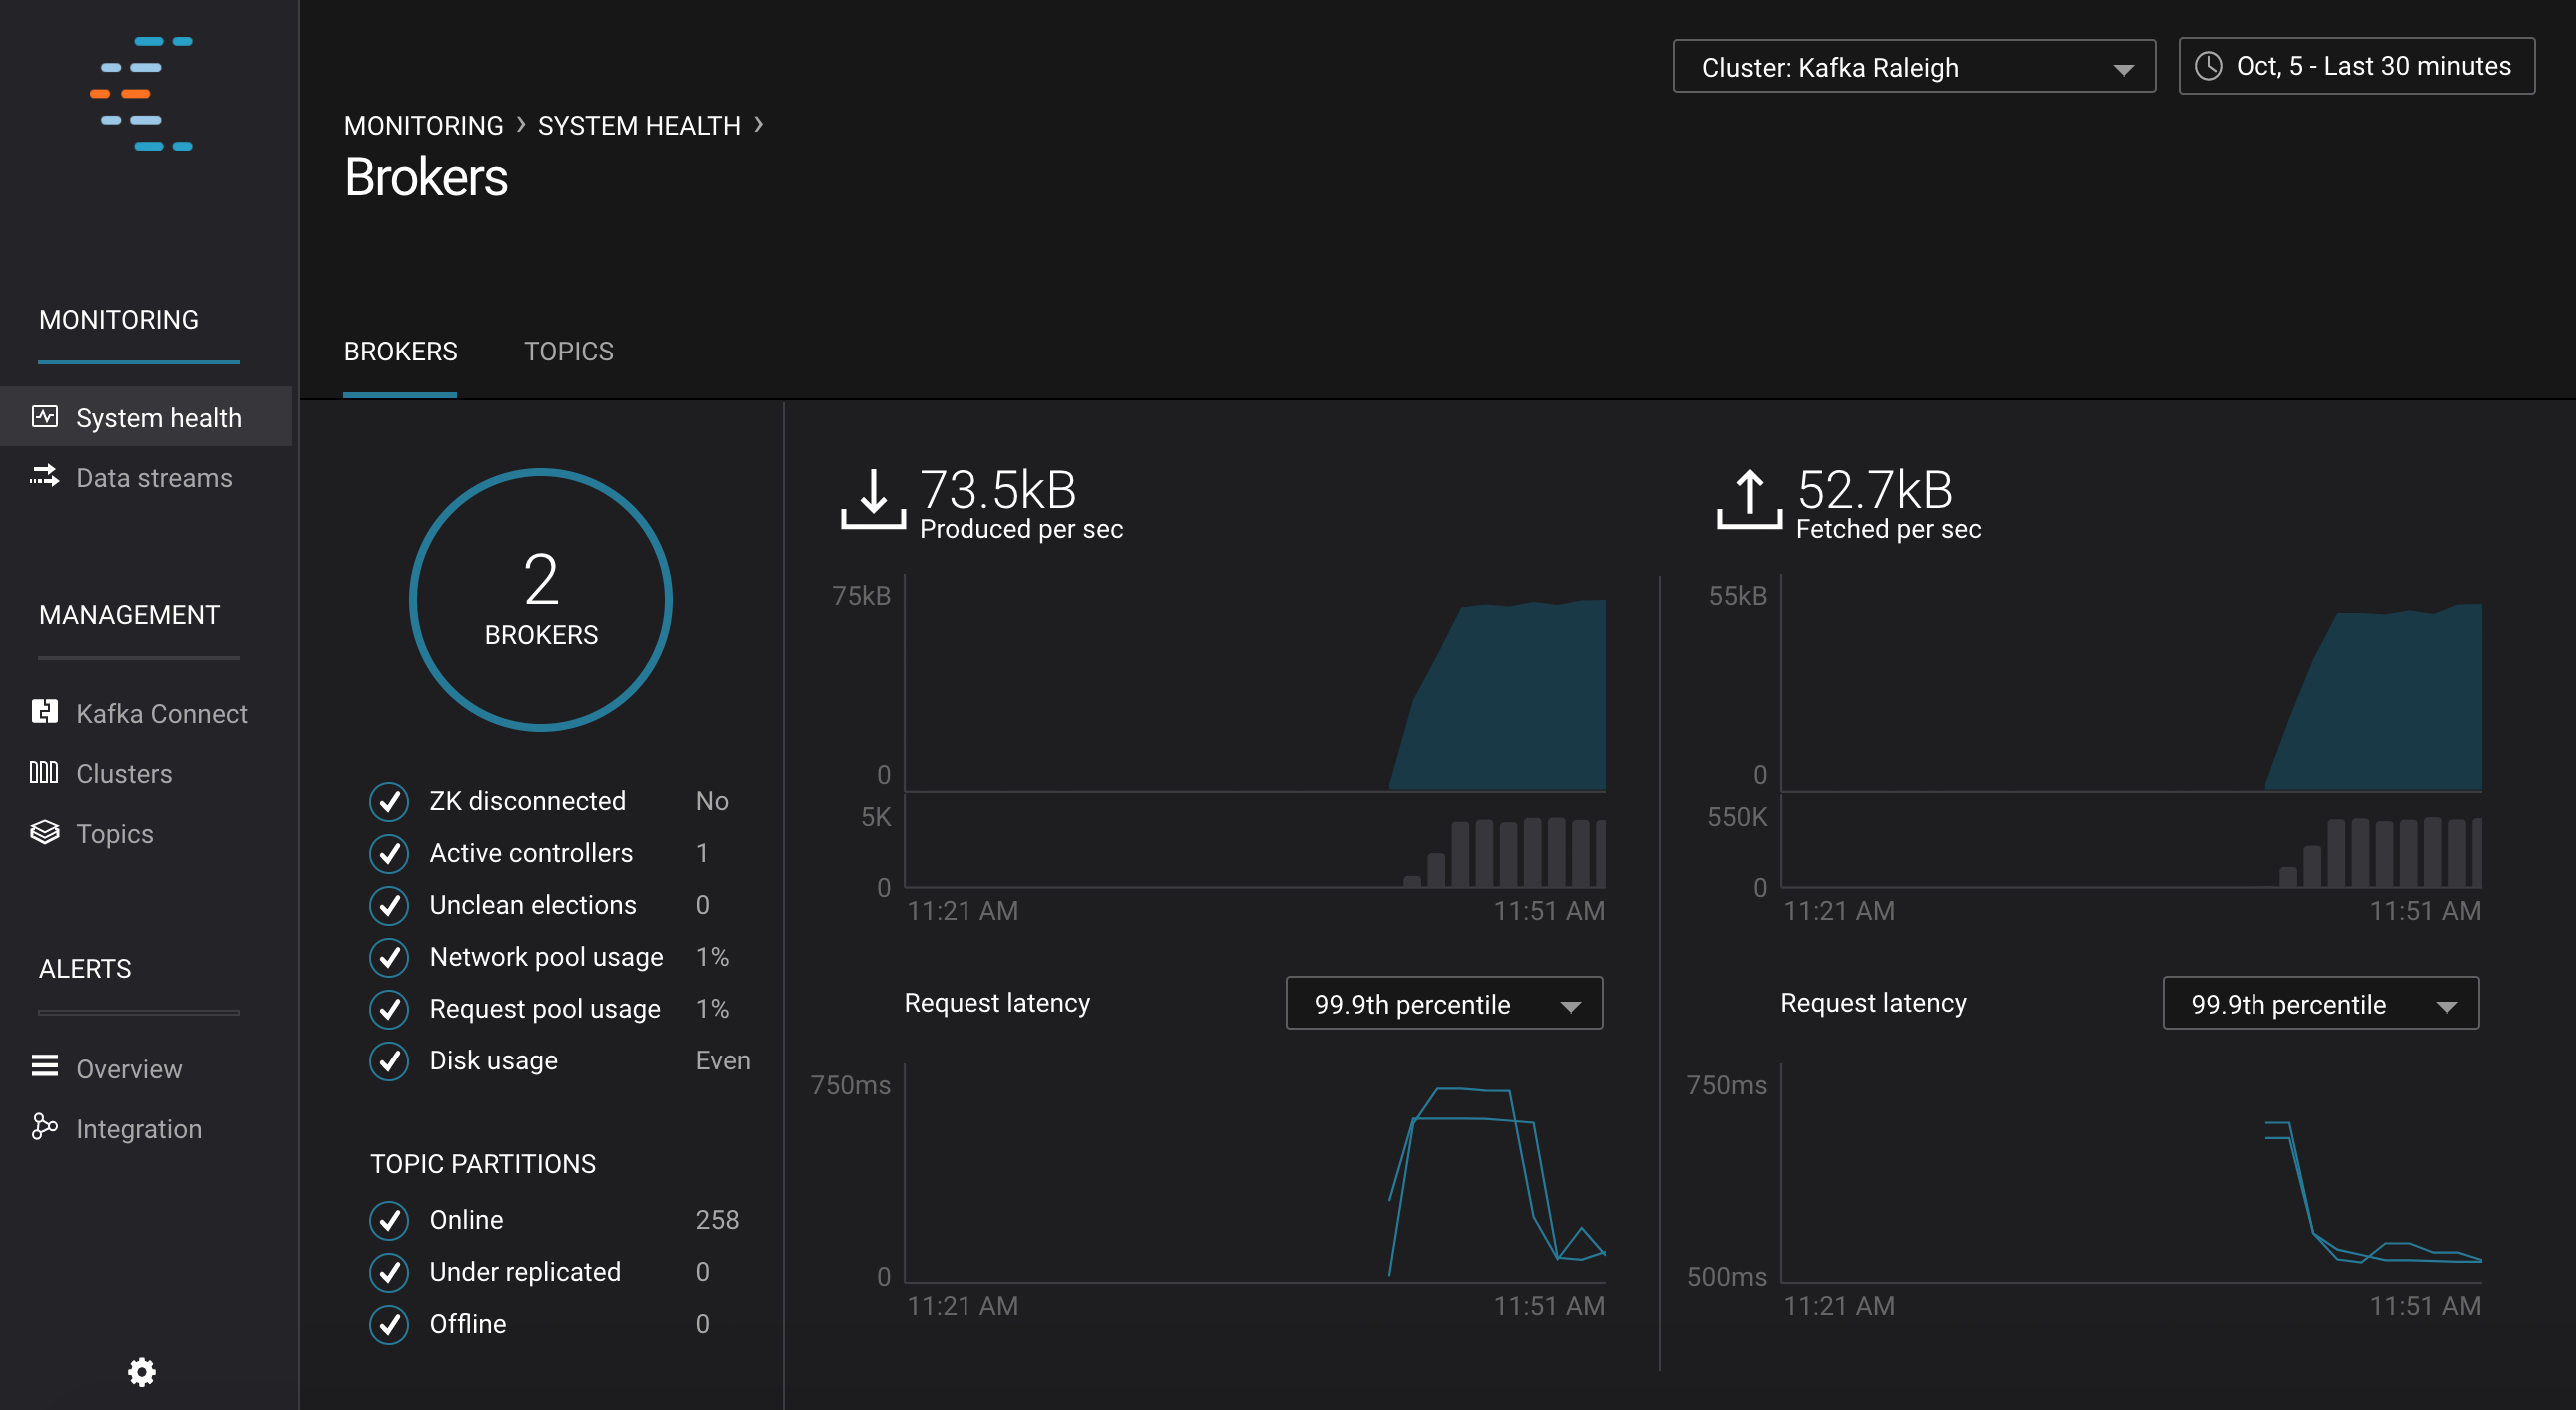 Cluster: Kafka Raleigh
Oct, 5 - Last 30 minutes
MONITORING › SYSTEM HEALTH ›
Brokers
MONITORING
System health
Data streams
MANAGEMENT
Kafka Connect
Clusters
Topics
ALERTS
Overview
Integration
BROKERS TOPICS
2
BROKERS
ZK disconnected No
Active controllers 1
Unclean elections 0
Network pool usage 1%
Request pool usage 1%
Disk usage Even
TOPIC PARTITIONS
Online 258
Under replicated 0
Offline 0
73.5kB
Produced per sec
75kB
0
5K
0
11:21 AM 11:51 AM
Request latency 99.9th percentile
750ms
0
11:21 AM 11:51 AM
52.7kB
Fetched per sec
55kB
0
550K
0
11:21 AM 11:51 AM
Request latency 99.9th percentile
750ms
500ms
11:21 AM 11:51 AM